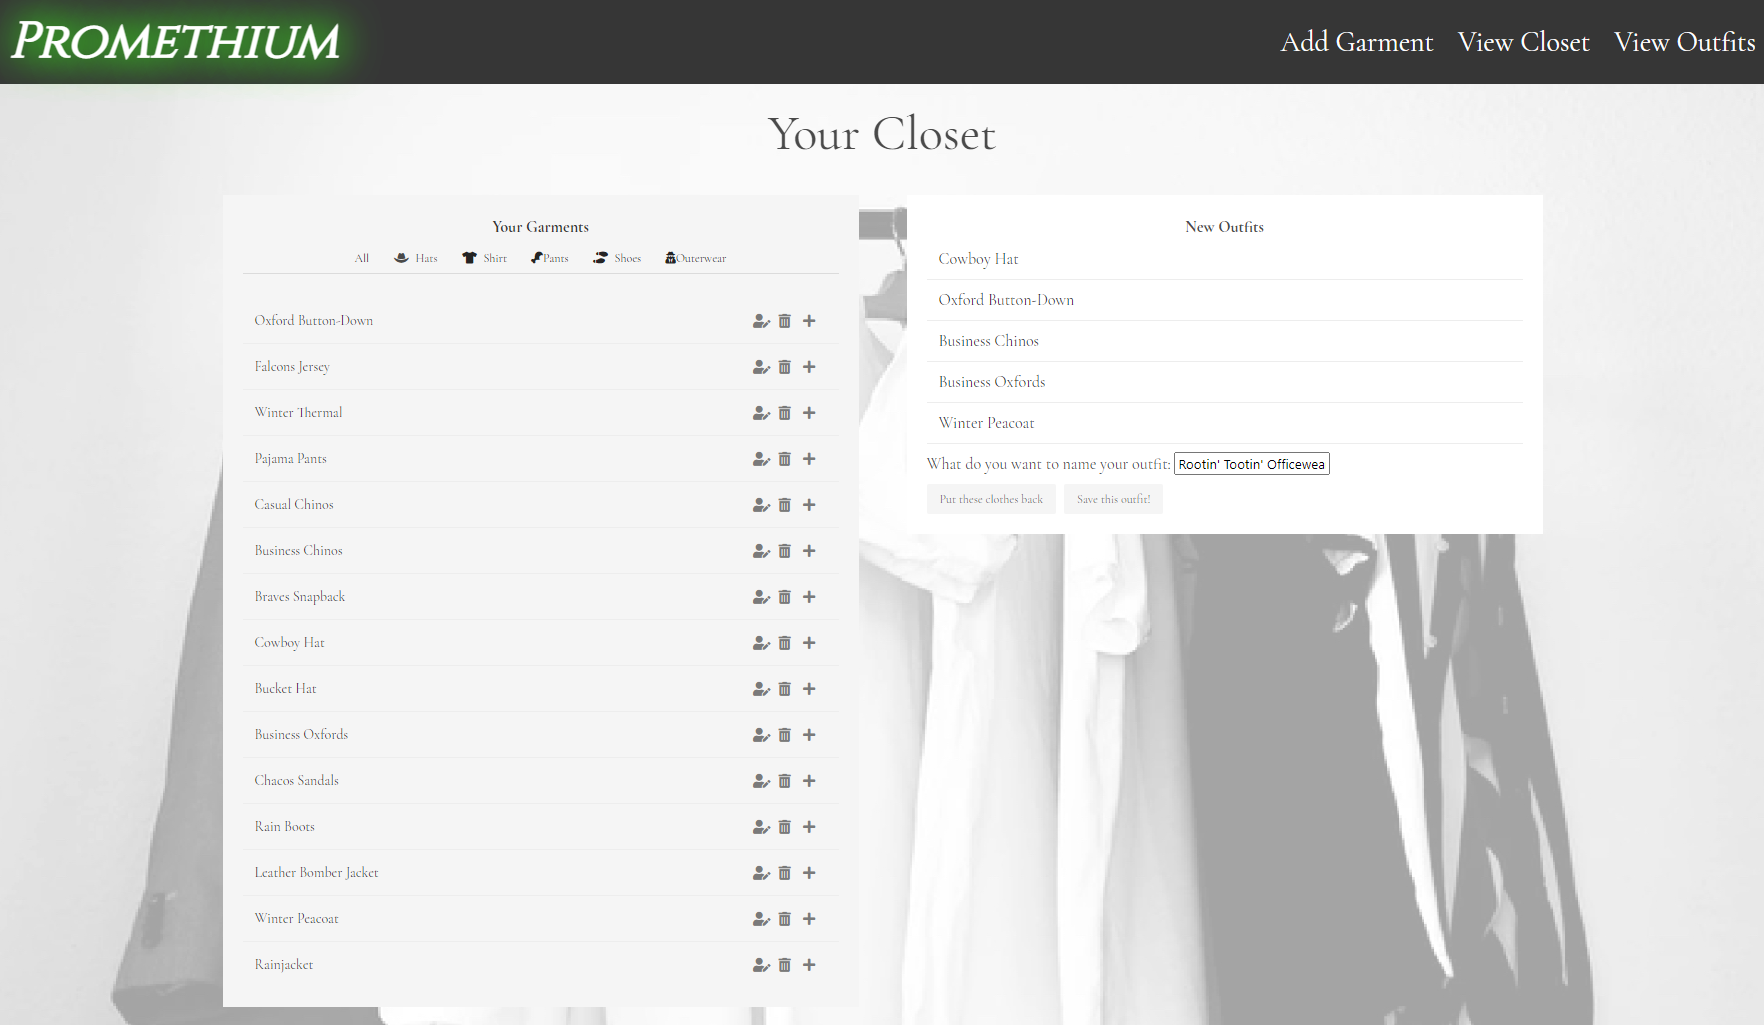 PROMETHIUM
Add Garment View Closet View Outfits
Your Closet
Your Garments
All Hats Shirt Pants Shoes Outerwear
Oxford Button-Down
Falcons Jersey
Winter Thermal
Pajama Pants
Casual Chinos
Business Chinos
Braves Snapback
Cowboy Hat
Bucket Hat
Business Oxfords
Chacos Sandals
Rain Boots
Leather Bomber Jacket
Winter Peacoat
Rainjacket
New Outfits
Cowboy Hat
Oxford Button-Down
Business Chinos
Business Oxfords
Winter Peacoat
What do you want to name your outfit: Rootin' Tootin' Officewea
Put these clothes back Save this outfit!